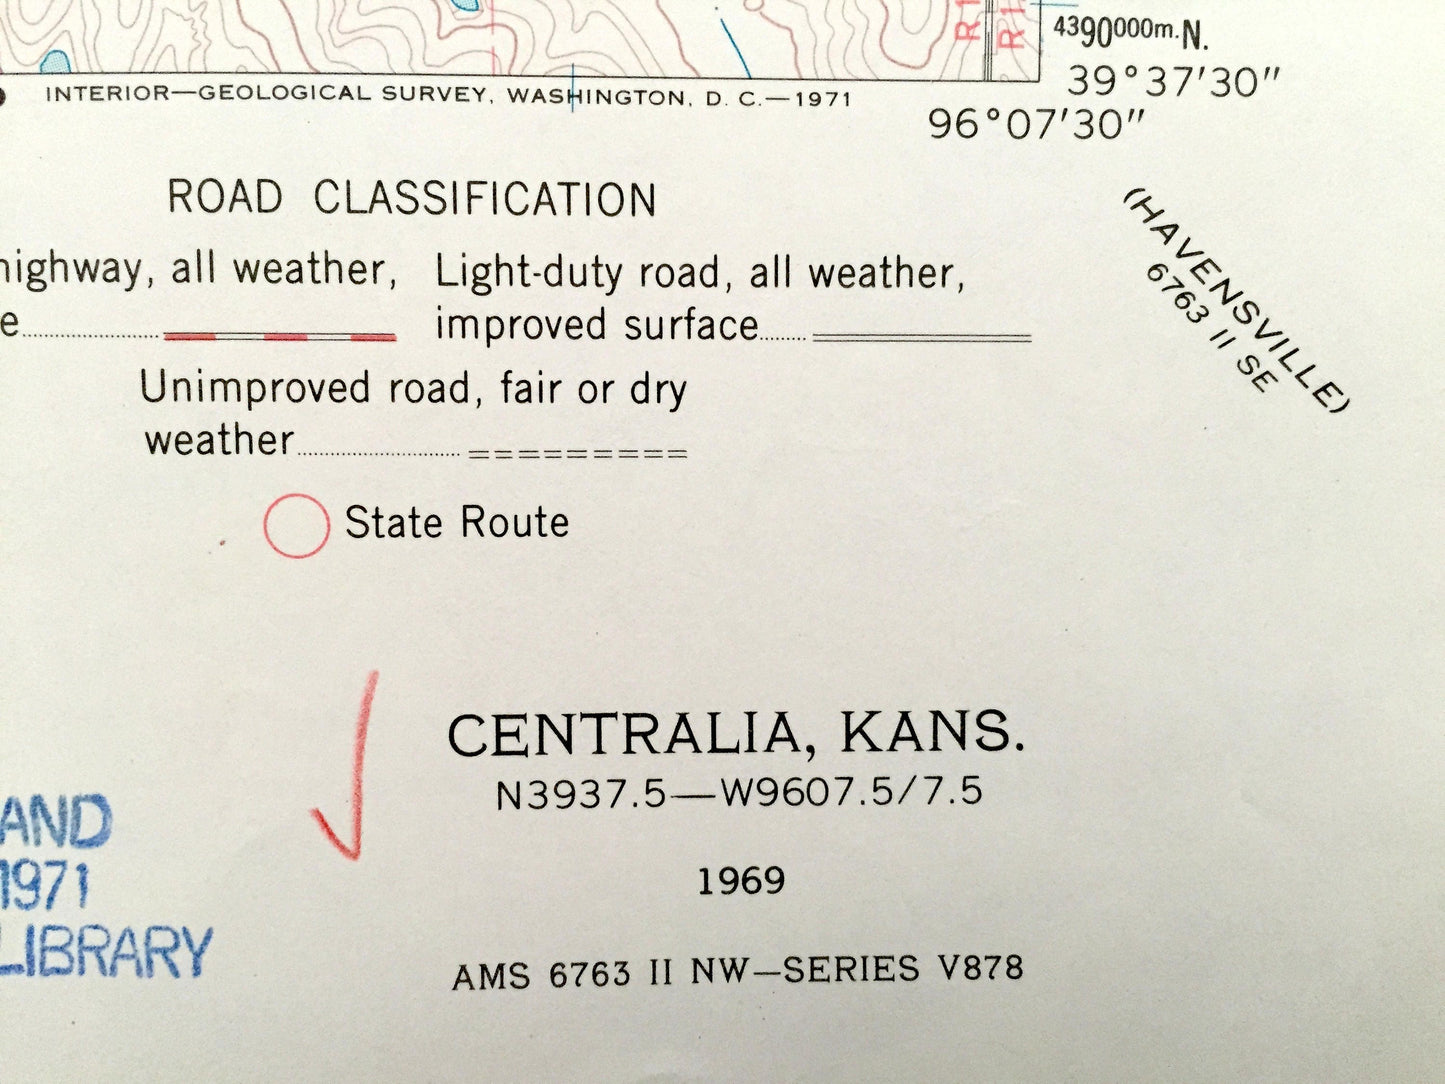 4390000m.N.
39°37'30"
INTERIOR—GEOLOGICAL SURVEY, WASHINGTON, D. C.—1971
96°07'30"
ROAD CLASSIFICATION
highway, all weather,
Light-duty road, all weather,
improved surface
Unimproved road, fair or dry
weather
State Route
(HAVENSVILLE)
6763 II SE
CENTRALIA, KANS.
N3937.5—W9607.5/7.5
1969
AMS 6763 II NW—SERIES V878
AND
1971
LIBRARY